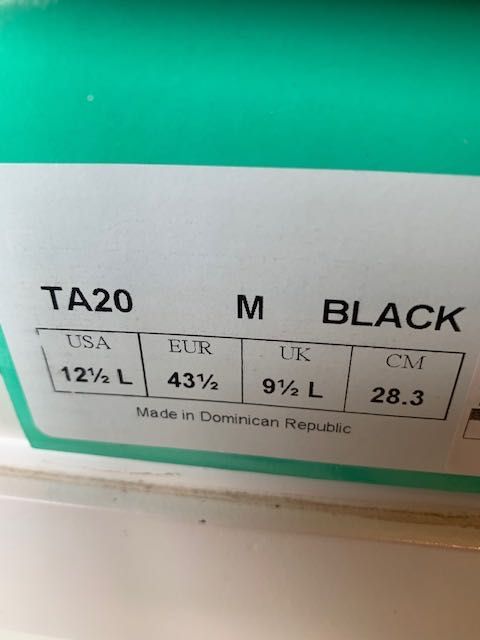 TA20 M BLACK
USA EUR UK CM
12½ L 43½ 9½ L 28.3
Made in Dominican Republic